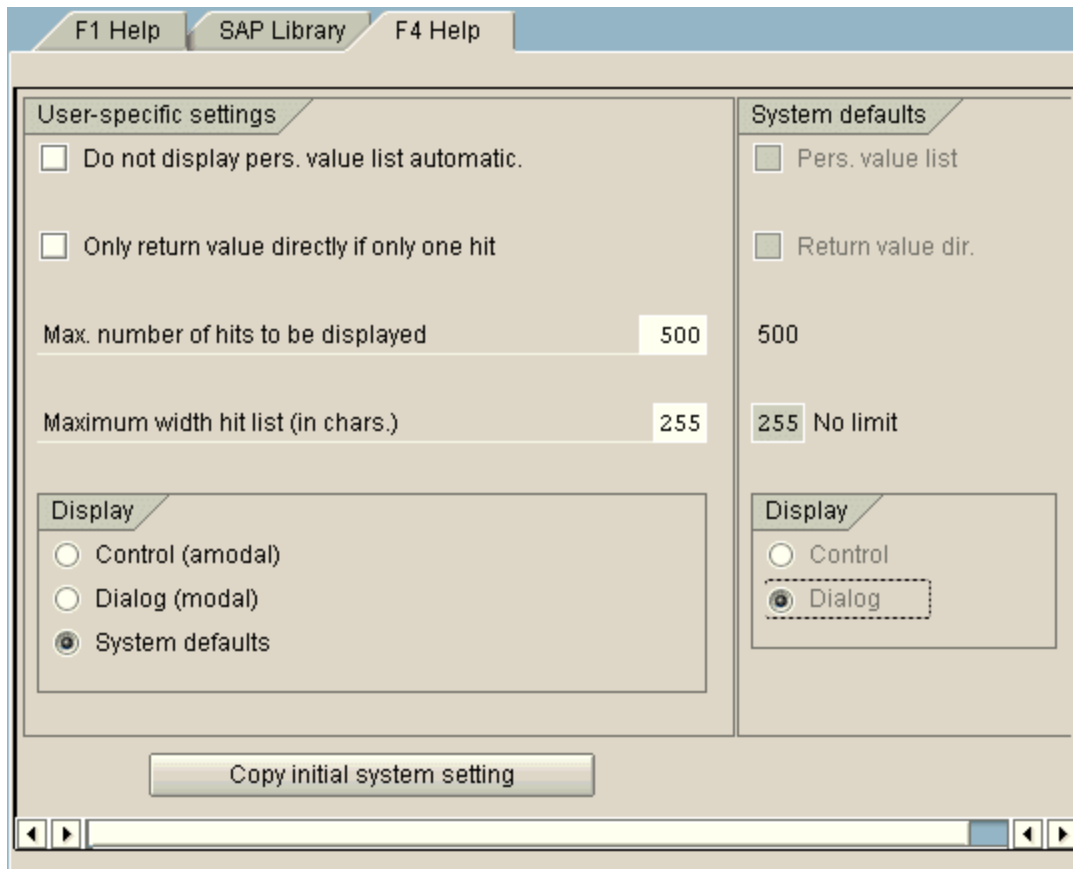 F1 Help SAP Library F4 Help
User-specific settings System defaults
Do not display pers. value list automatic. Pers. value list
Only return value directly if only one hit Return value dir.
Max. number of hits to be displayed 500 500
Maximum width hit list (in chars.) 255 255 No limit
Display Display
Control (amodal) Control
Dialog (modal) Dialog
System defaults
Copy initial system setting